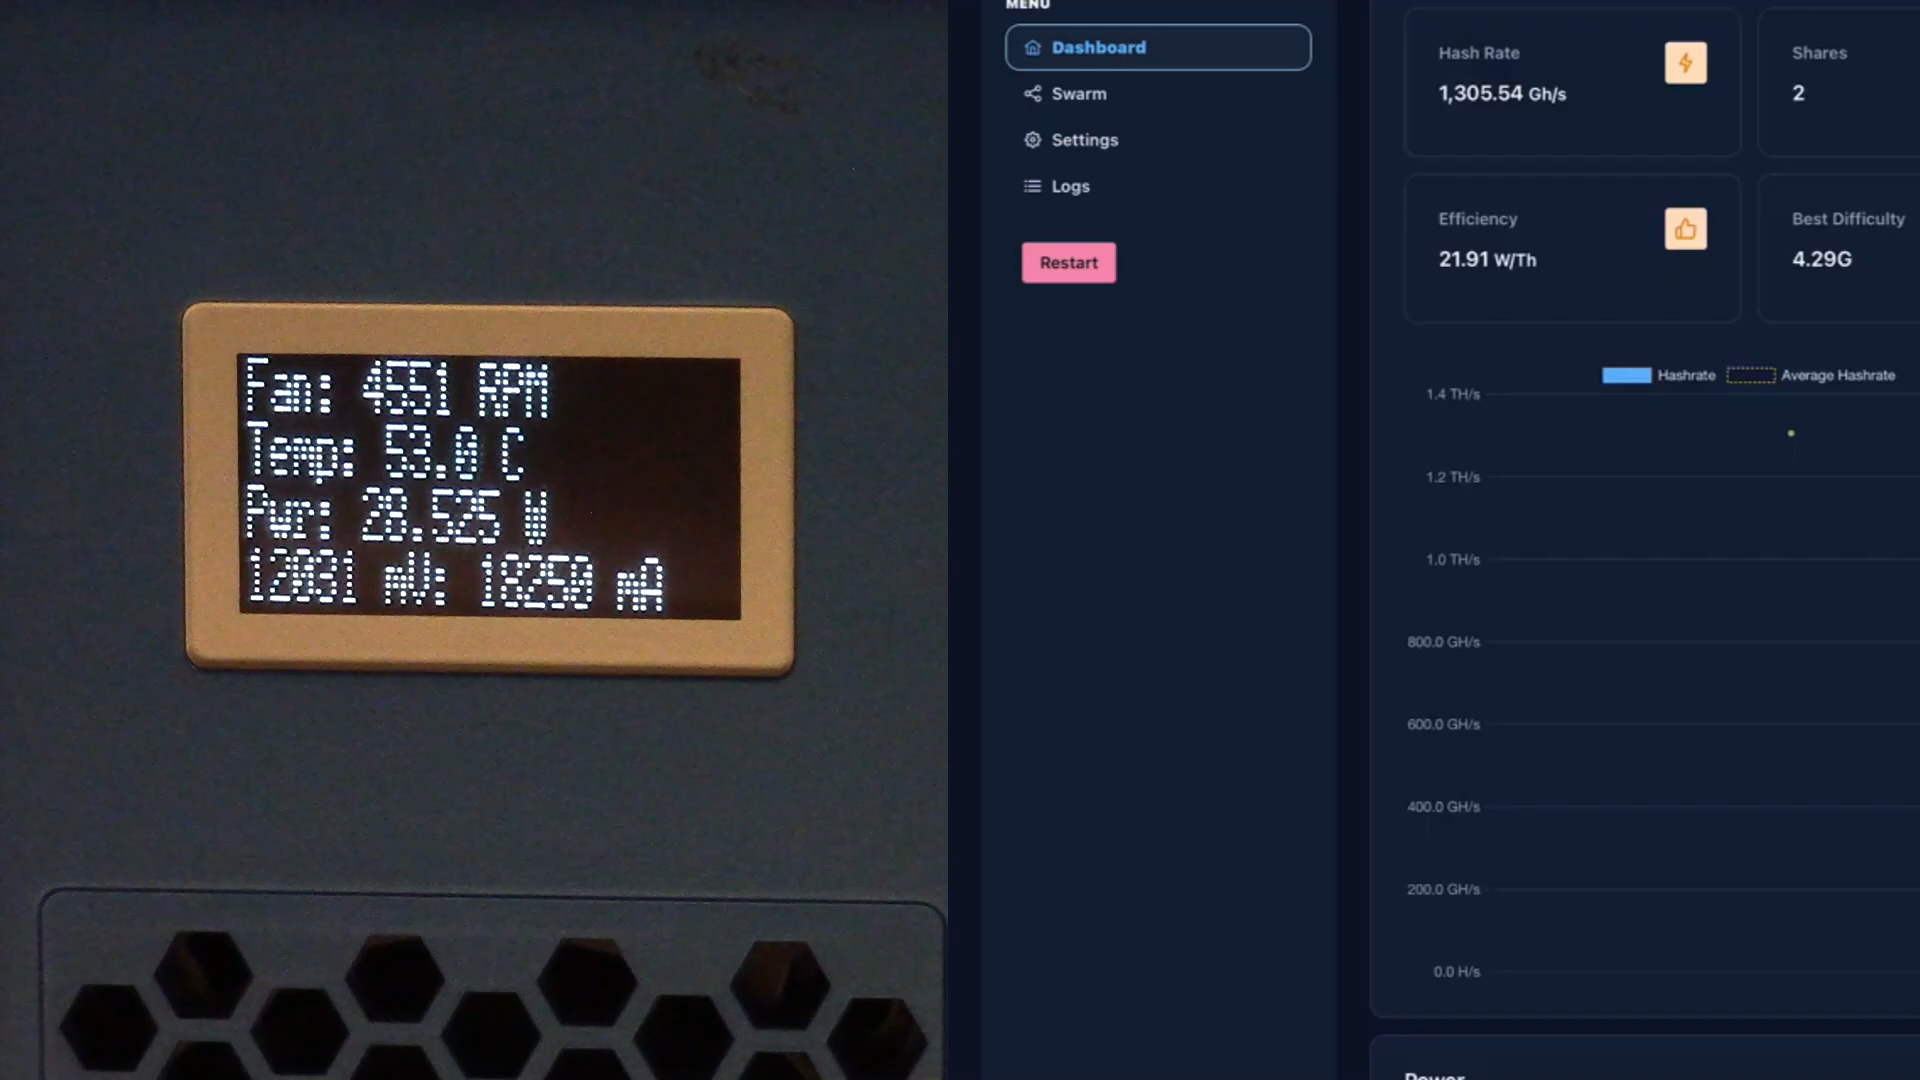 Fan: 4551 RPM
Temp: 53.0 C
Pwr: 28.525 W
12031 mV: 18250 mA
MENU
Dashboard
Swarm
Settings
Logs
Restart
Hash Rate
1,305.54 Gh/s
Shares
2
Efficiency
21.91 W/Th
Best Difficulty
4.29G
Hashrate
Average Hashrate
1.4 TH/s
1.2 TH/s
1.0 TH/s
800.0 GH/s
600.0 GH/s
400.0 GH/s
200.0 GH/s
0.0 H/s
Power